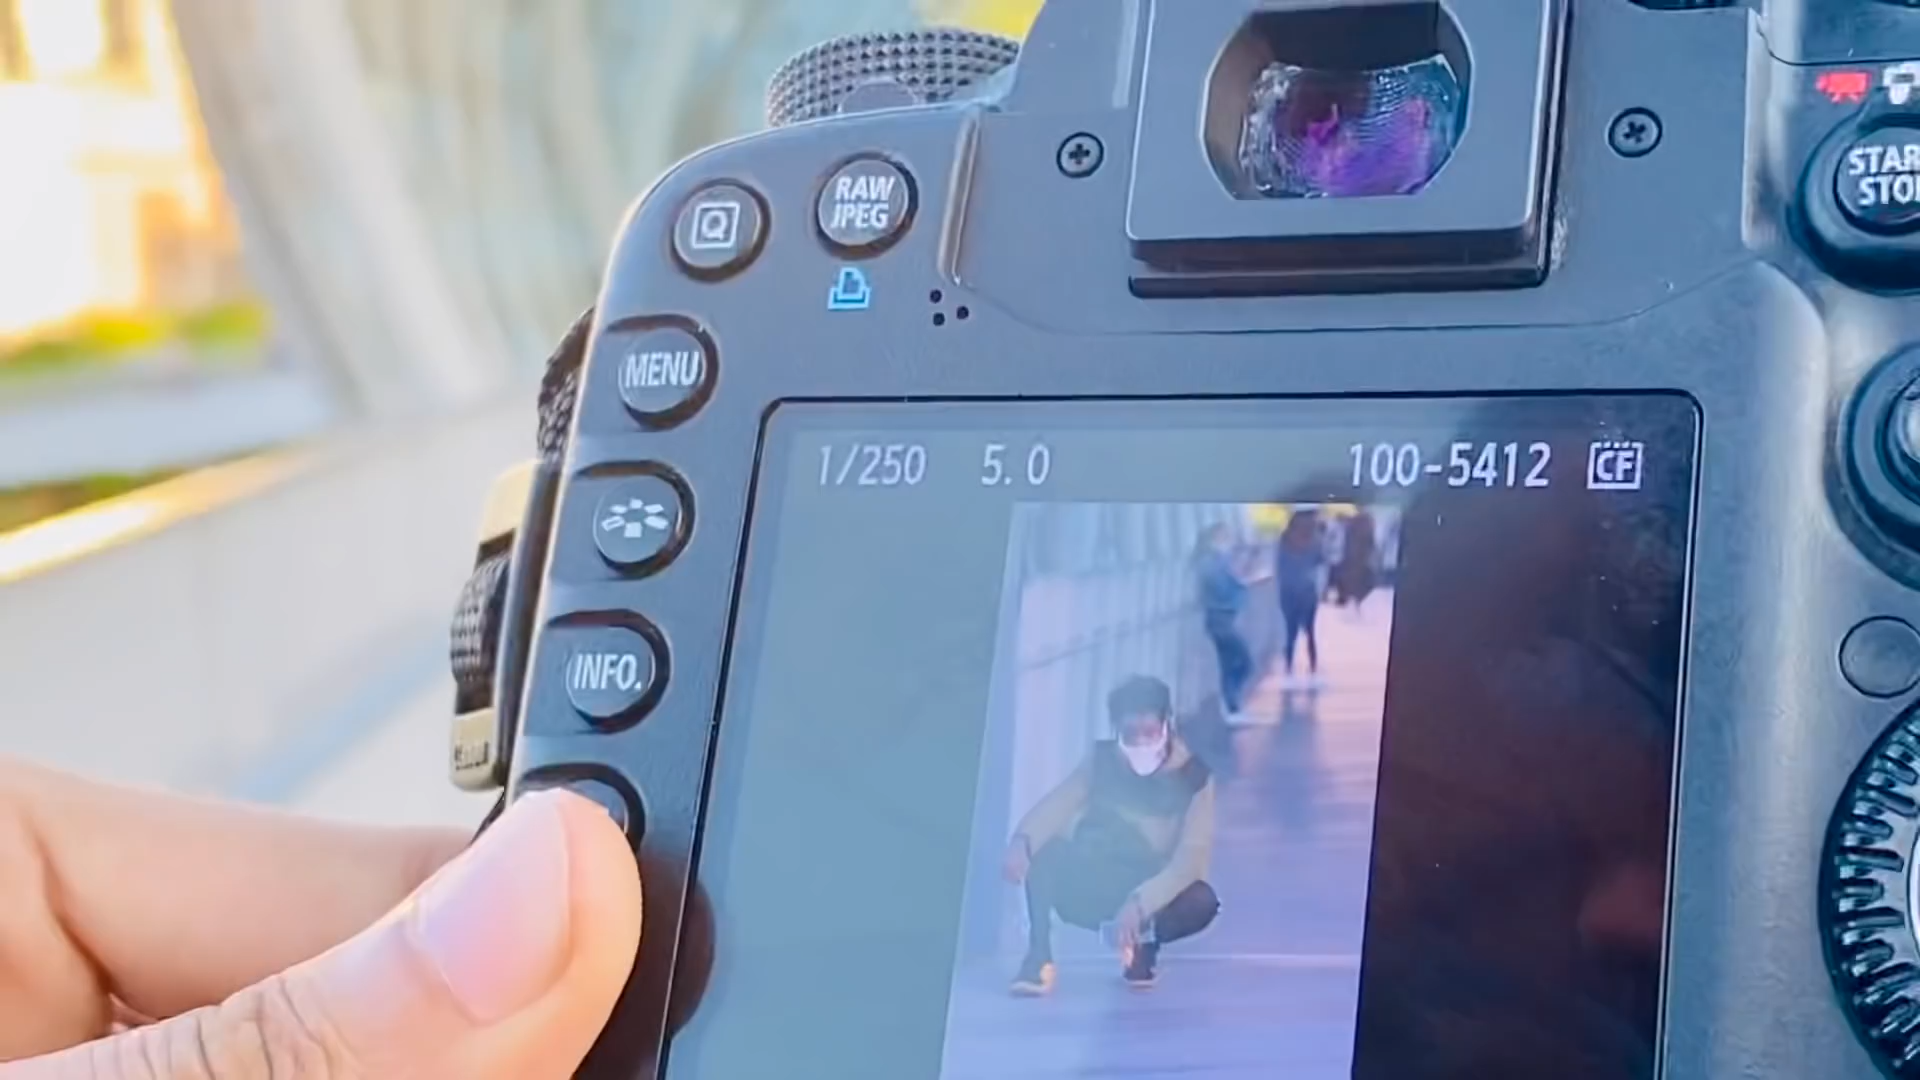 Q
RAW
JPEG
STAR
STO
MENU
1/250 5.0 100-5412 CF
INFO.